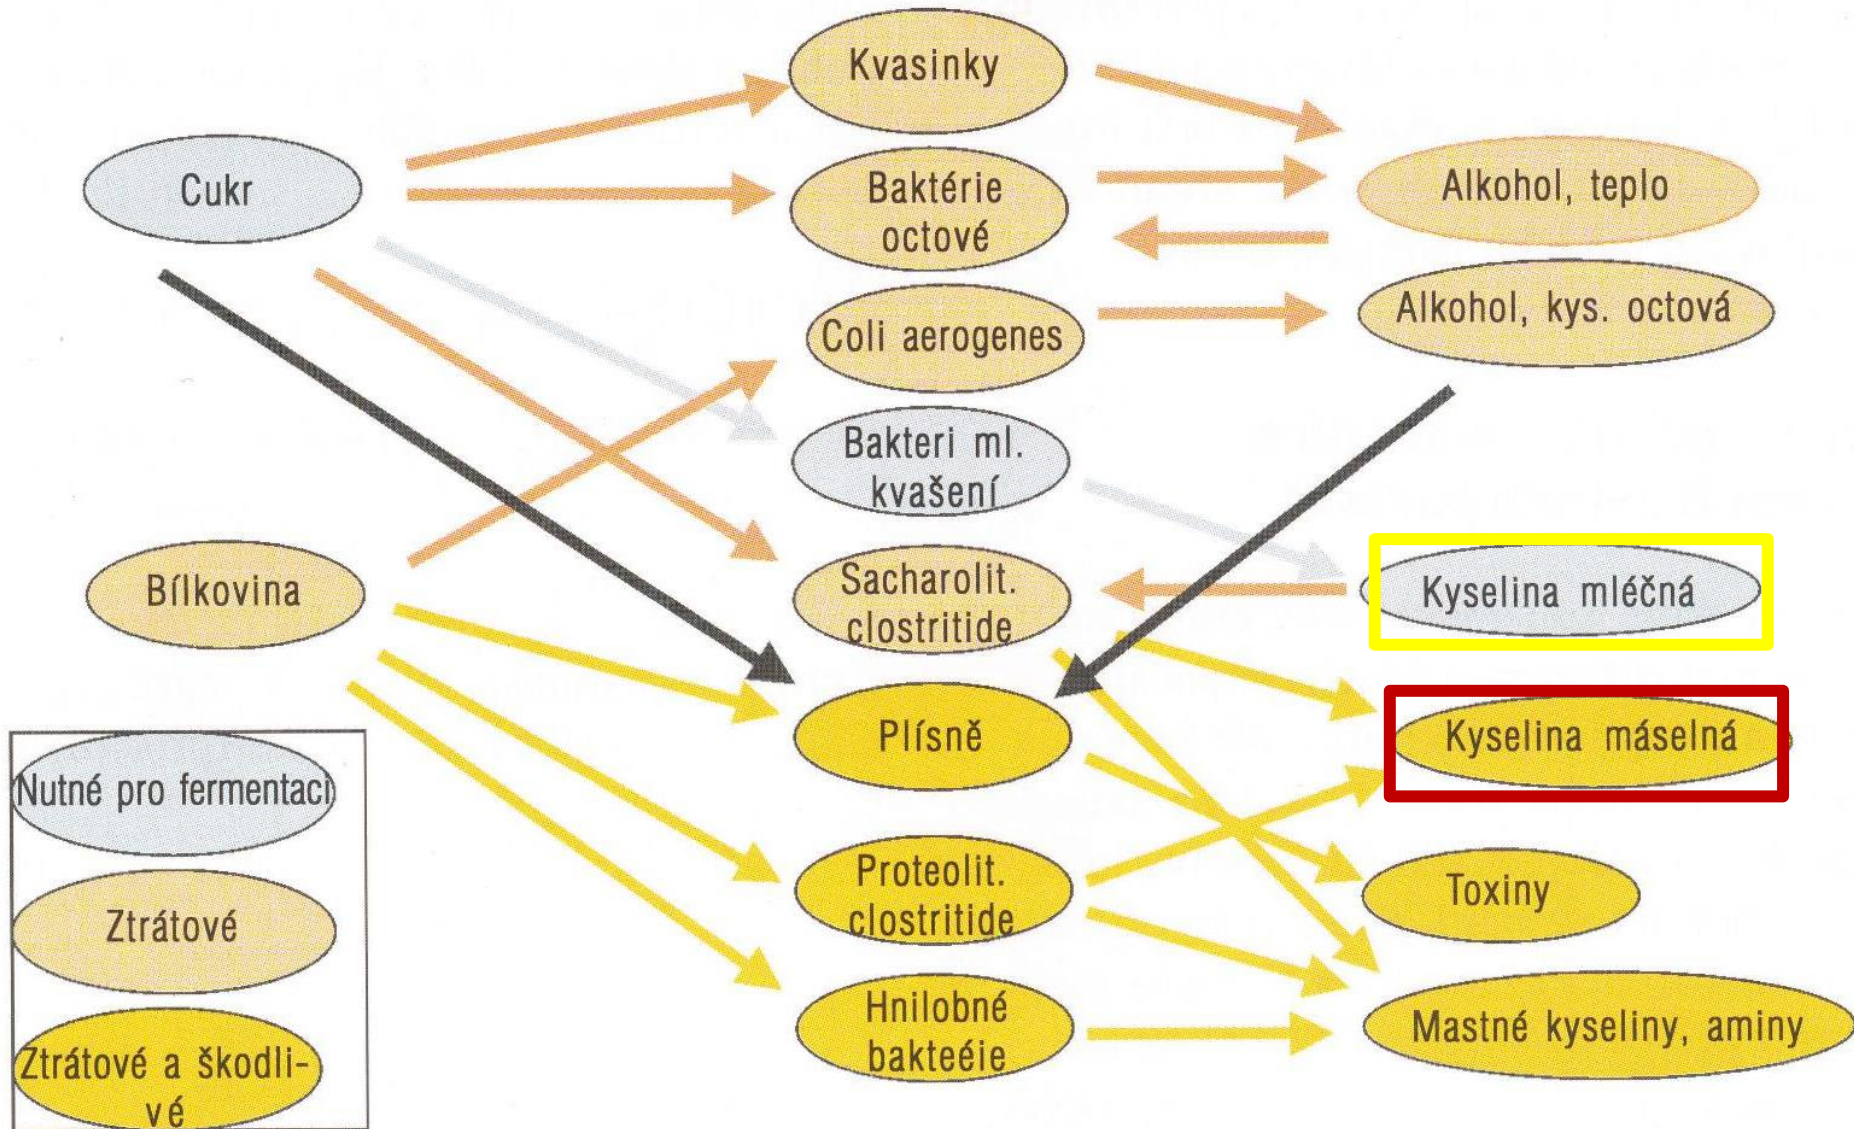 Cukr
Bílkovina
Nutné pro fermentaci
Ztrátové
Ztrátové a škodli-
vé
Kvasinky
Baktérie
octové
Coli aerogenes
Bakteri ml.
kvašení
Sacharolit.
clostritide
Plísně
Proteolit.
clostritide
Hnilobné
bakteéie
Alkohol, teplo
Alkohol, kys. octová
Kyselina mléčná
Kyselina máselná
Toxiny
Mastné kyseliny, aminy